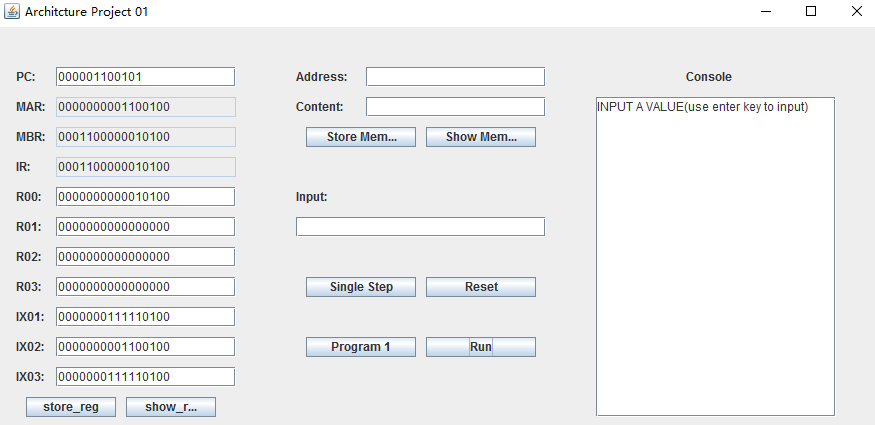 Architcture Project 01
PC: 000001100101 Address: Console
MAR: 0000000001100100 Content: INPUT A VALUE(use enter key to input)
MBR: 0001100000010100 Store Mem... Show Mem...
IR: 0001100000010100
R00: 0000000000010100 Input:
R01: 0000000000000000
R02: 0000000000000000
R03: 0000000000000000 Single Step Reset
IX01: 0000000111110100
IX02: 0000000001100100 Program 1 Run
IX03: 0000000111110100
store_reg show_r...